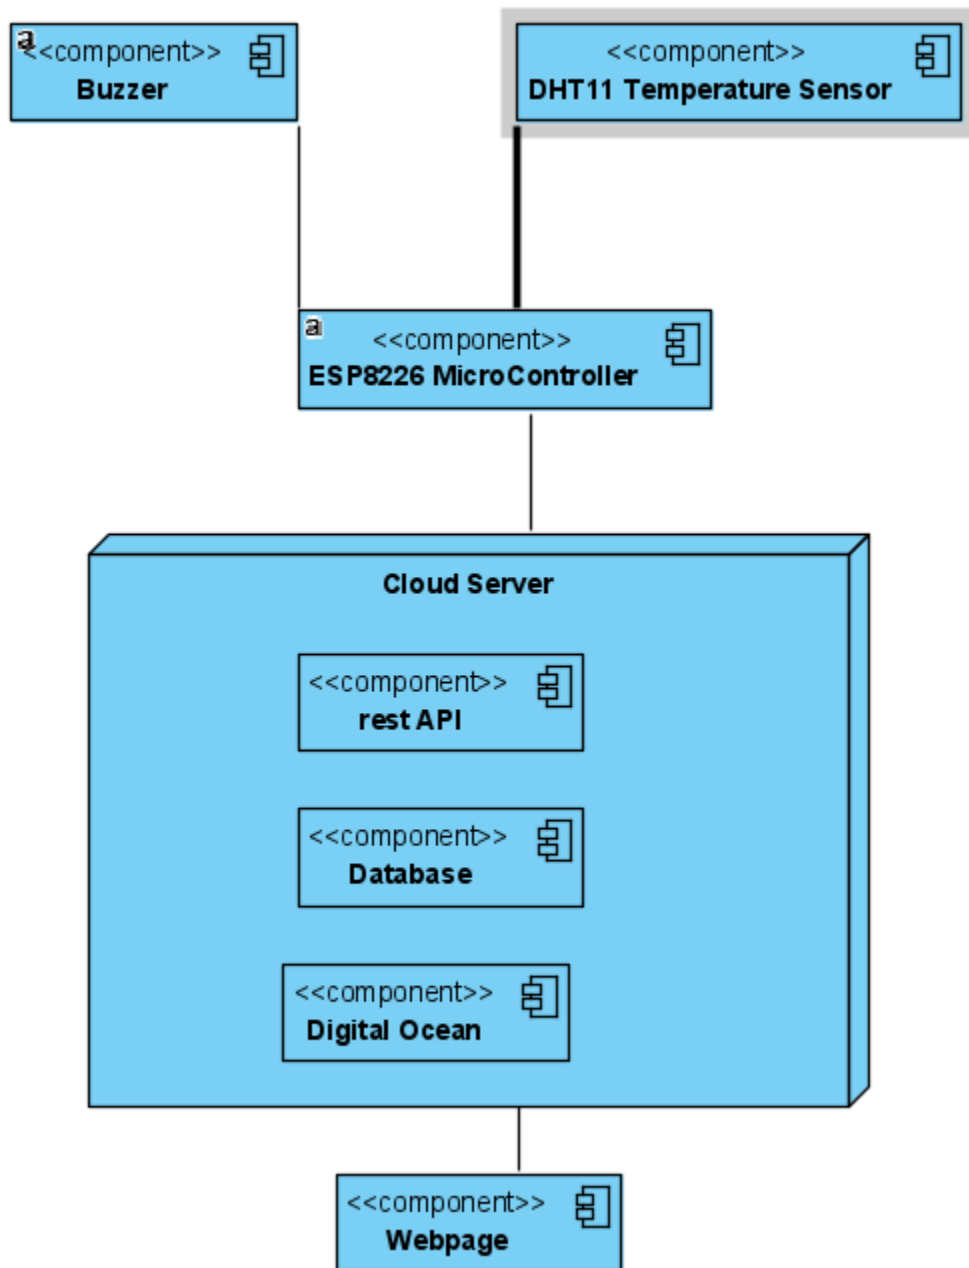 a
<<component>>
Buzzer
<<component>>
DHT11 Temperature Sensor
a
<<component>>
ESP8226 MicroController
Cloud Server
<<component>>
rest API
<<component>>
Database
<<component>>
Digital Ocean
<<component>>
Webpage